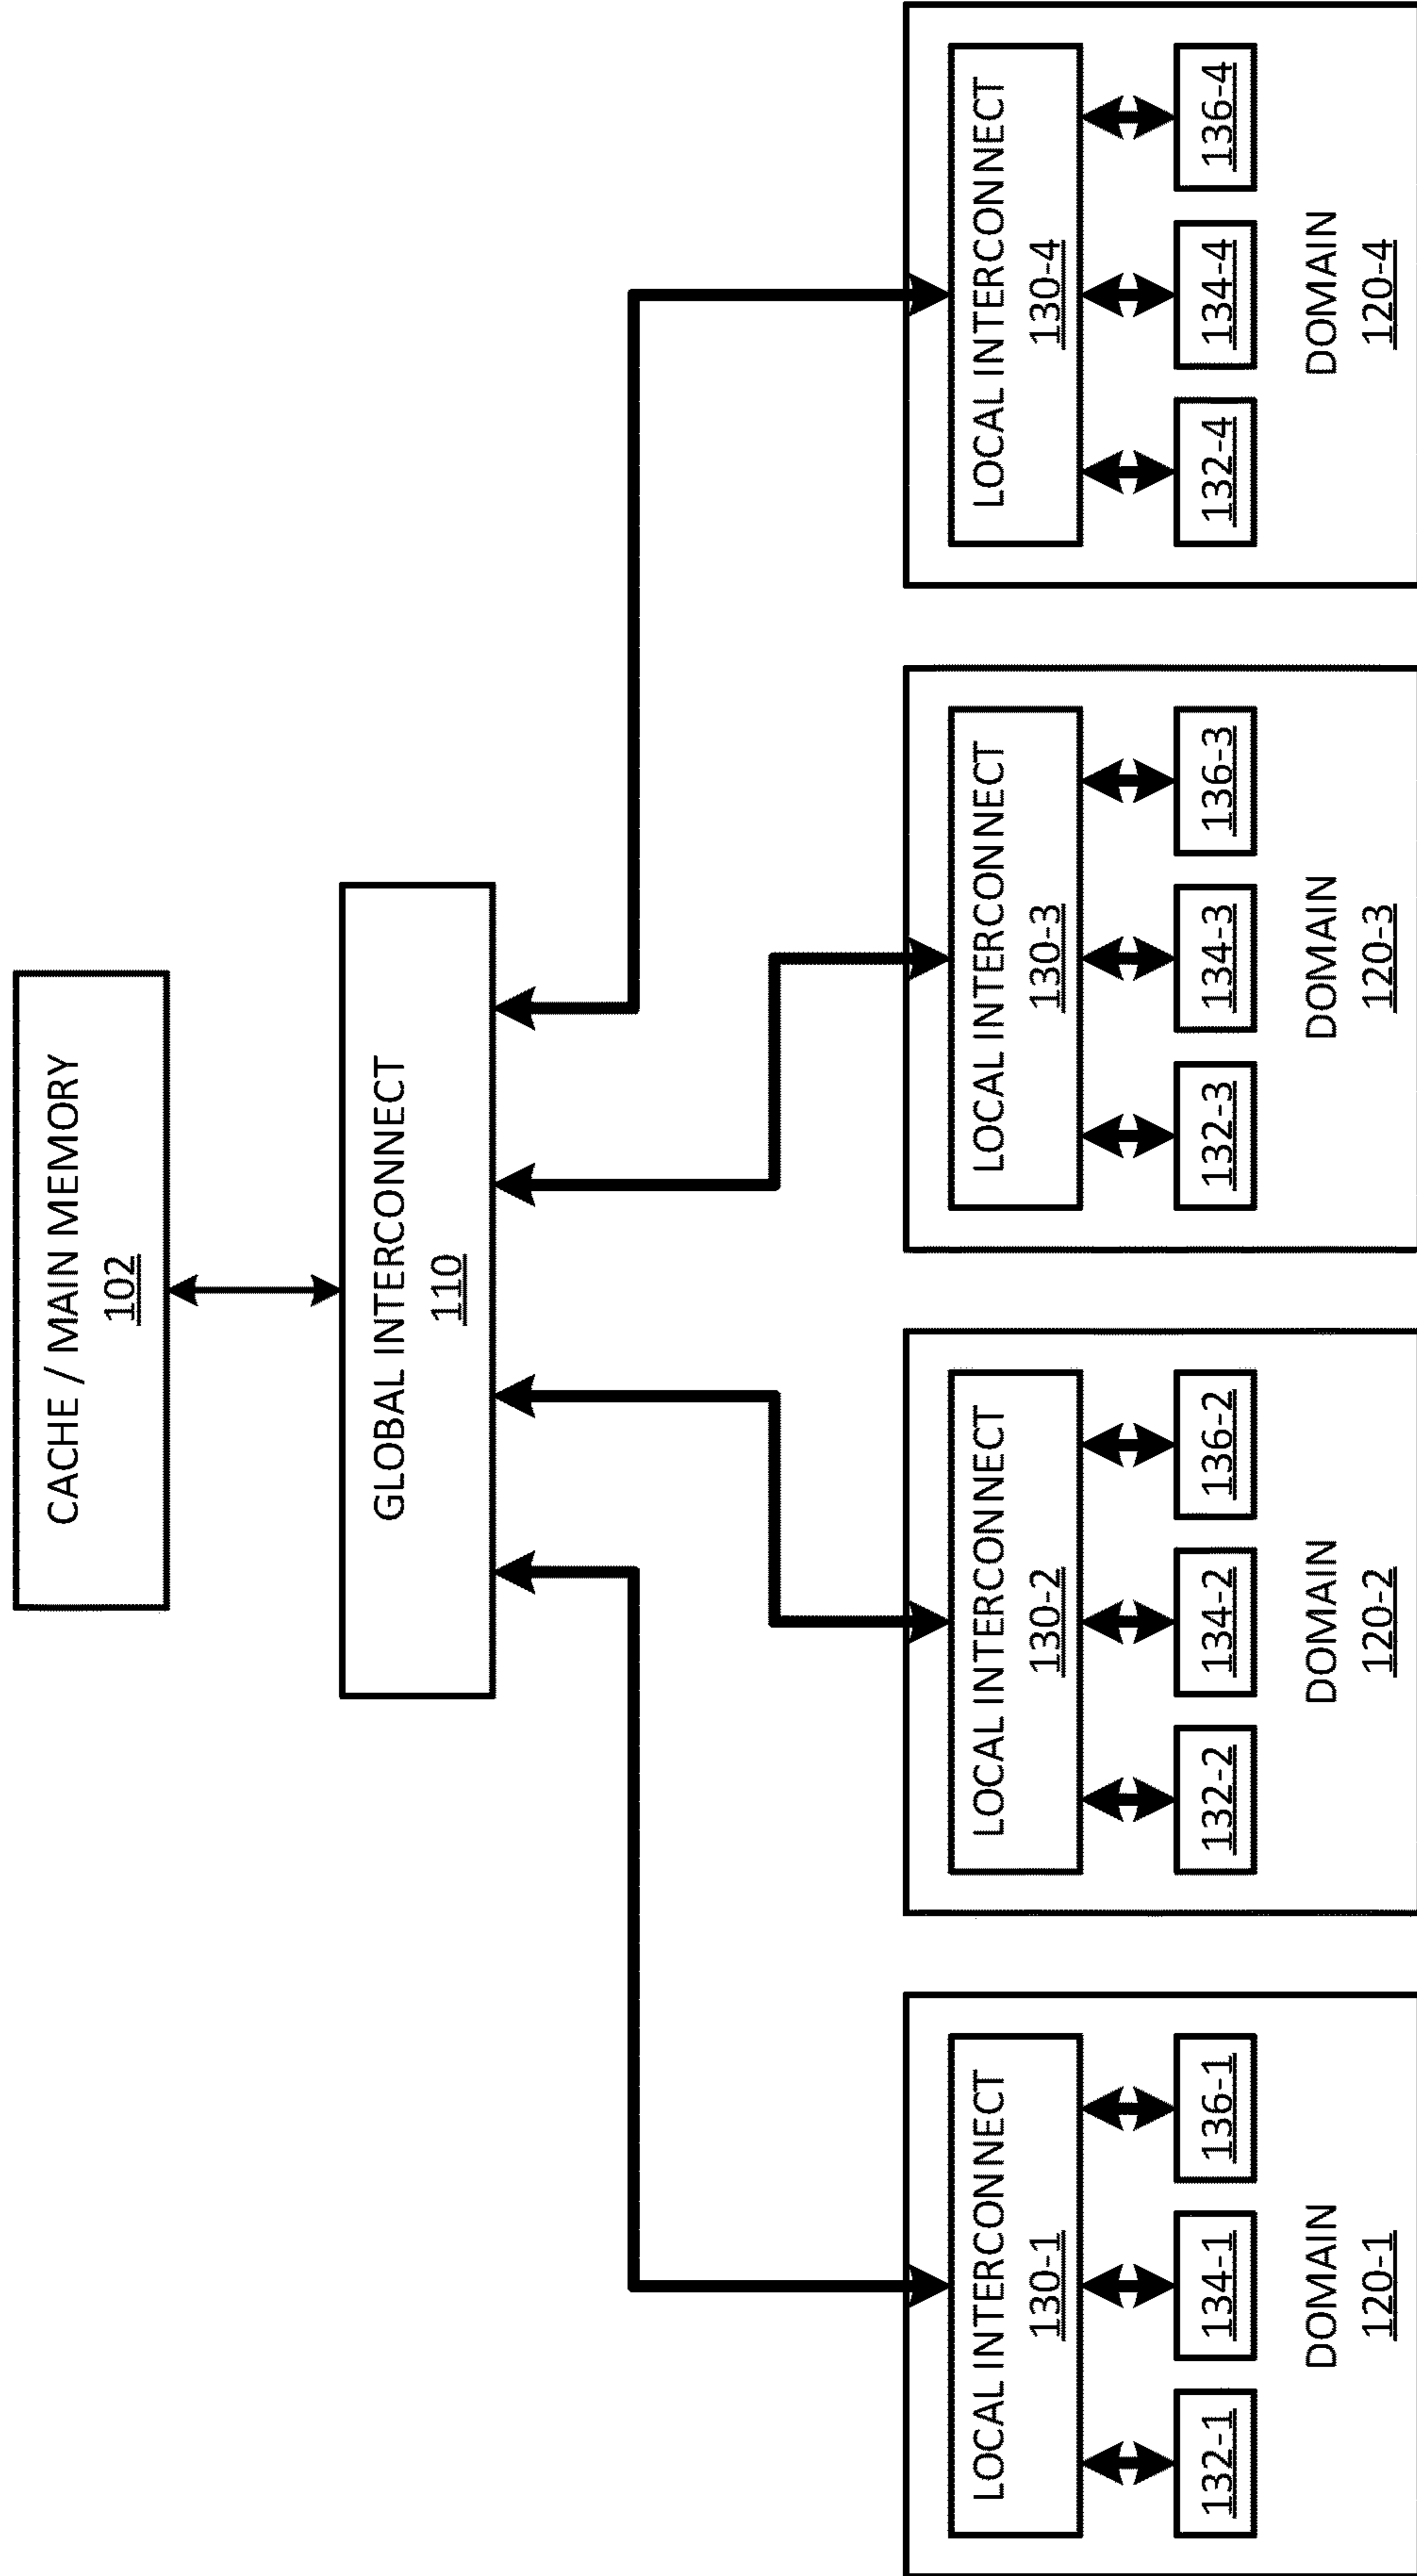 CACHE / MAIN MEMORY
102
GLOBAL INTERCONNECT
110
LOCAL INTERCONNECT
130-1
132-1
134-1
136-1
DOMAIN
120-1
LOCAL INTERCONNECT
130-2
132-2
134-2
136-2
DOMAIN
120-2
LOCAL INTERCONNECT
130-3
132-3
134-3
136-3
DOMAIN
120-3
LOCAL INTERCONNECT
130-4
132-4
134-4
136-4
DOMAIN
120-4